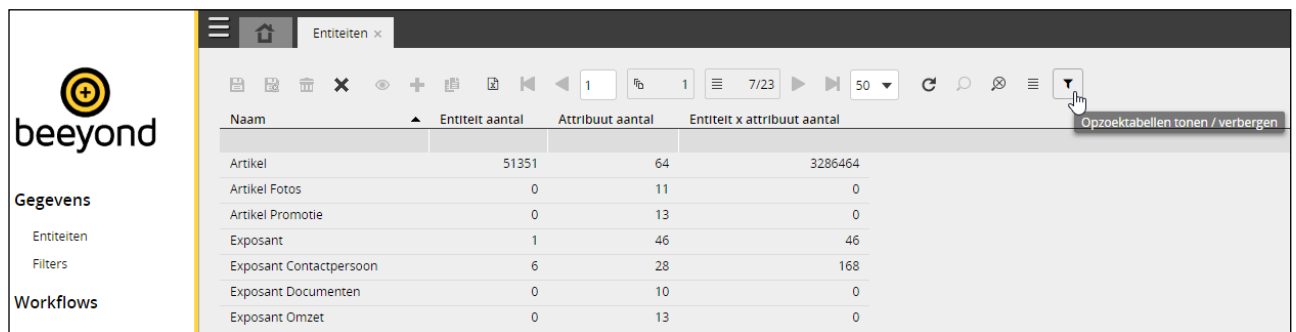 Entiteiten ×
1 1 7/23 50
Opzoektabellen tonen / verbergen
beeyond
Naam Entiteit aantal Attribuut aantal Entiteit x attribuut aantal
Artikel 51351 64 3286464
Artikel Fotos 0 11 0
Artikel Promotie 0 13 0
Exposant 1 46 46
Exposant Contactpersoon 6 28 168
Exposant Documenten 0 10 0
Exposant Omzet 0 13 0
Gegevens
Entiteiten
Filters
Workflows